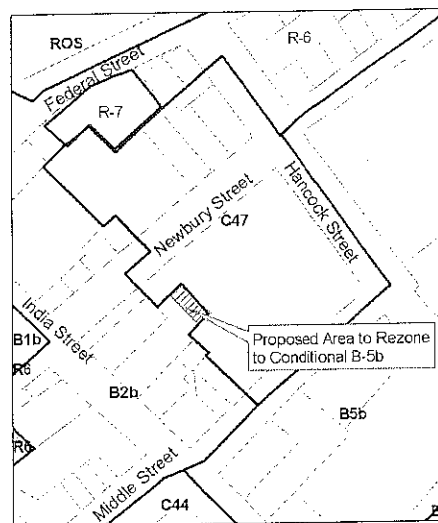 ROS
R-6
Federal Street
R-7
Hancock Street
Newbury Street
C47
India Street
B1b
R6
Proposed Area to Rezone
to Conditional B-5b
B2b
B5b
R6
Middle Street
C44